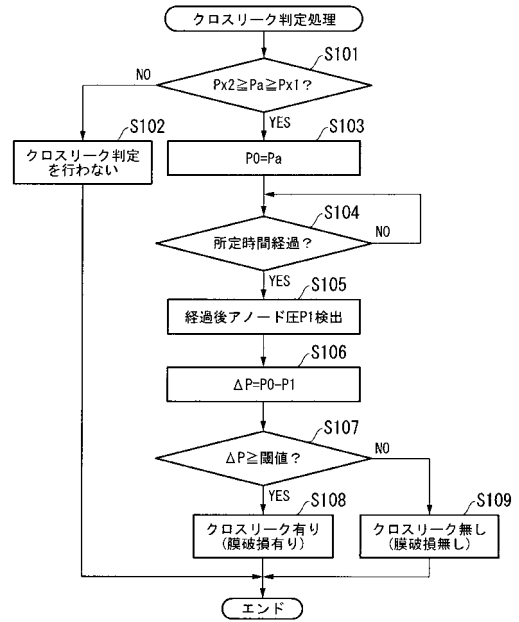 クロスリーク判定処理
S101
Px2≧Pa≧Px1？
NO
YES
S102
クロスリーク判定
を行わない
S103
P0=Pa
S104
所定時間経過？
NO
YES
S105
経過後アノード圧P1検出
S106
ΔP=P0-P1
S107
ΔP≧閾値？
NO
YES
S108
クロスリーク有り
(膜破損有り)
S109
クロスリーク無し
(膜破損無し)
エンド